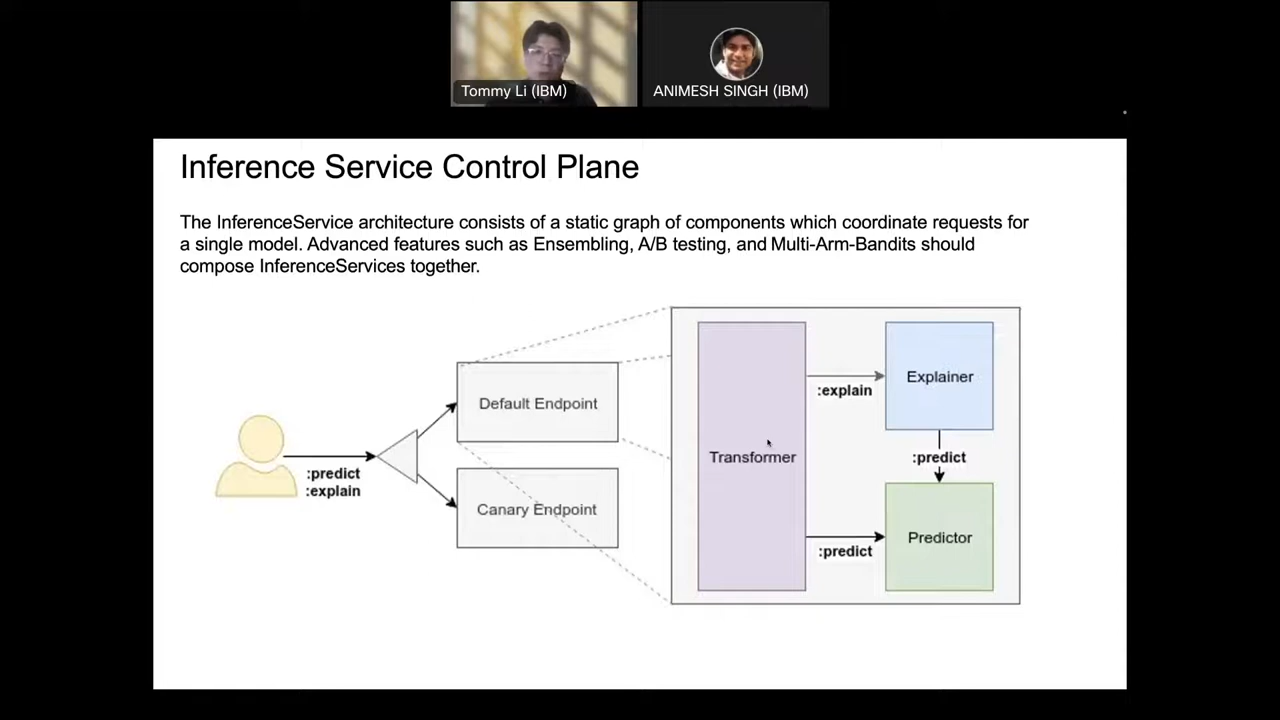 Tommy Li (IBM)
ANIMESH SINGH (IBM)
Inference Service Control Plane
The InferenceService architecture consists of a static graph of components which coordinate requests for
a single model. Advanced features such as Ensembling, A/B testing, and Multi-Arm-Bandits should
compose InferenceServices together.
:predict
:explain
Default Endpoint
Canary Endpoint
Transformer
:explain
:predict
Explainer
:predict
Predictor